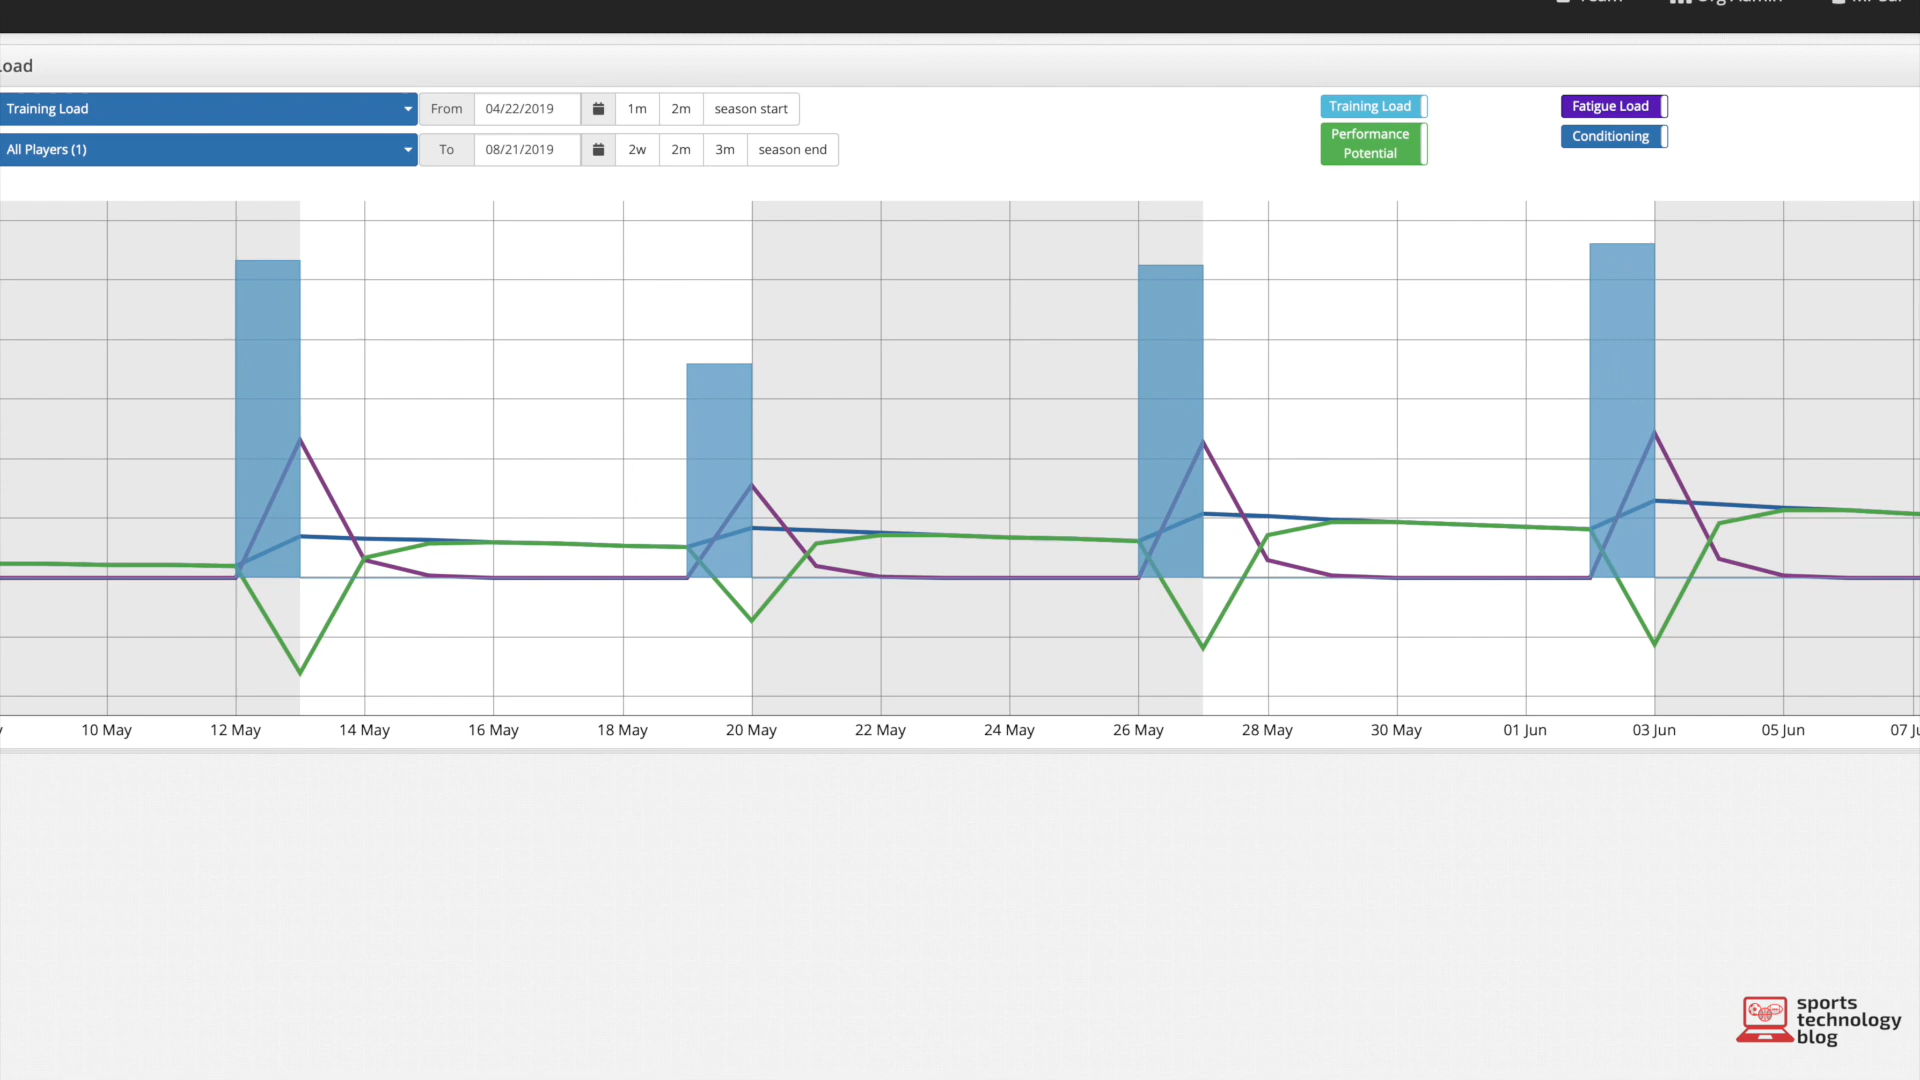 Load
Training Load
From
04/22/2019
1m
2m
season start
All Players (1)
To
08/21/2019
2w
2m
3m
season end
Training Load
Fatigue Load
Performance
Potential
Conditioning
10 May
12 May
14 May
16 May
18 May
20 May
22 May
24 May
26 May
28 May
30 May
01 Jun
03 Jun
05 Jun
sports
technology
blog